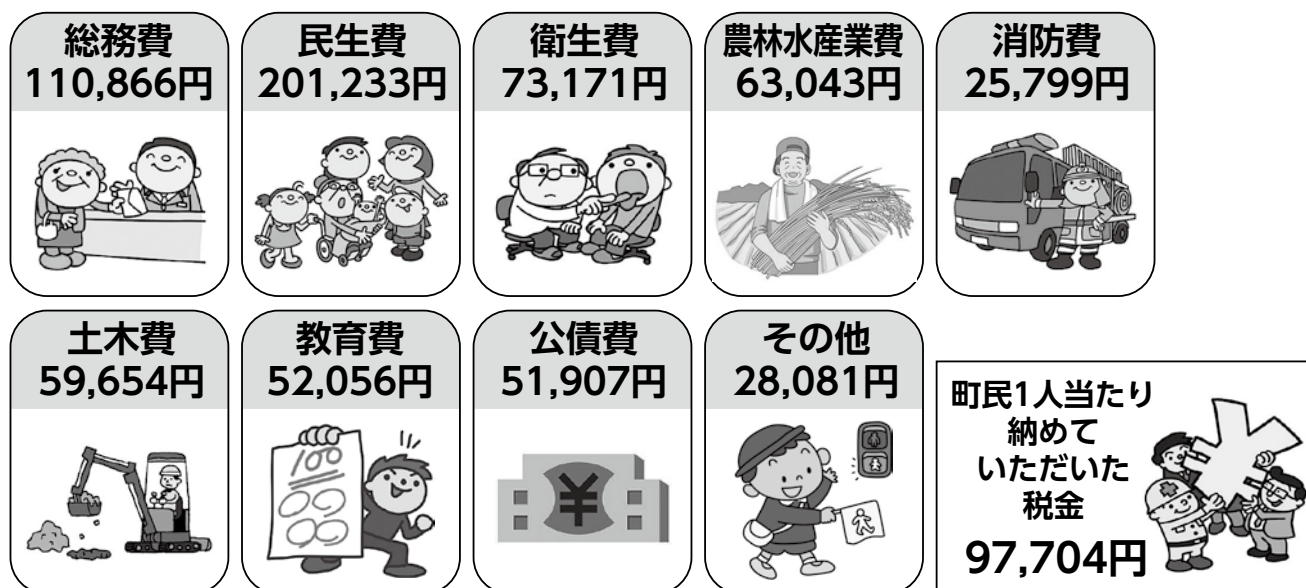 総務費
110,866円
民生費
201,233円
衛生費
73,171円
農林水産業費
63,043円
消防費
25,799円
土木費
59,654円
教育費
52,056円
100
公債費
51,907円
¥
その他
28,081円
町民1人当たり
納めて
いただいた
税金
97,704円